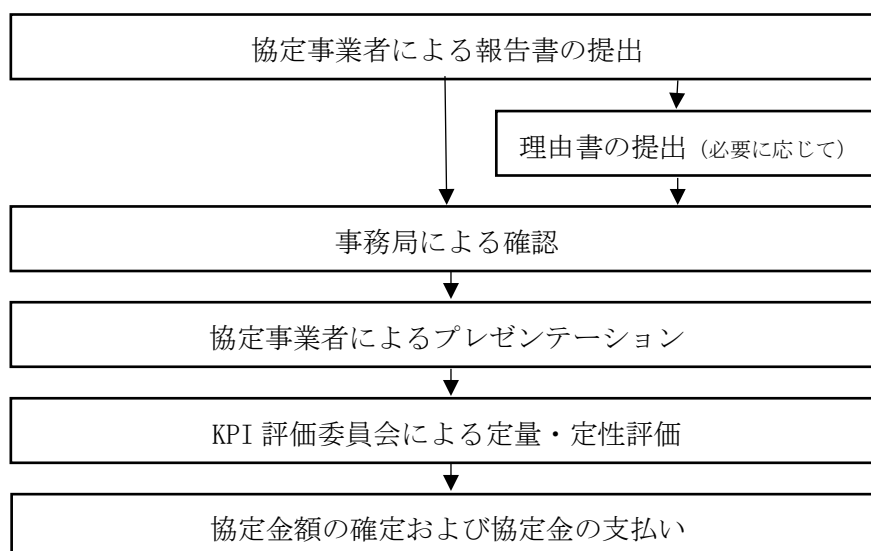 協定事業者による報告書の提出
理由書の提出（必要に応じて）
事務局による確認
協定事業者によるプレゼンテーション
KPI 評価委員会による定量・定性評価
協定金額の確定および協定金の支払い